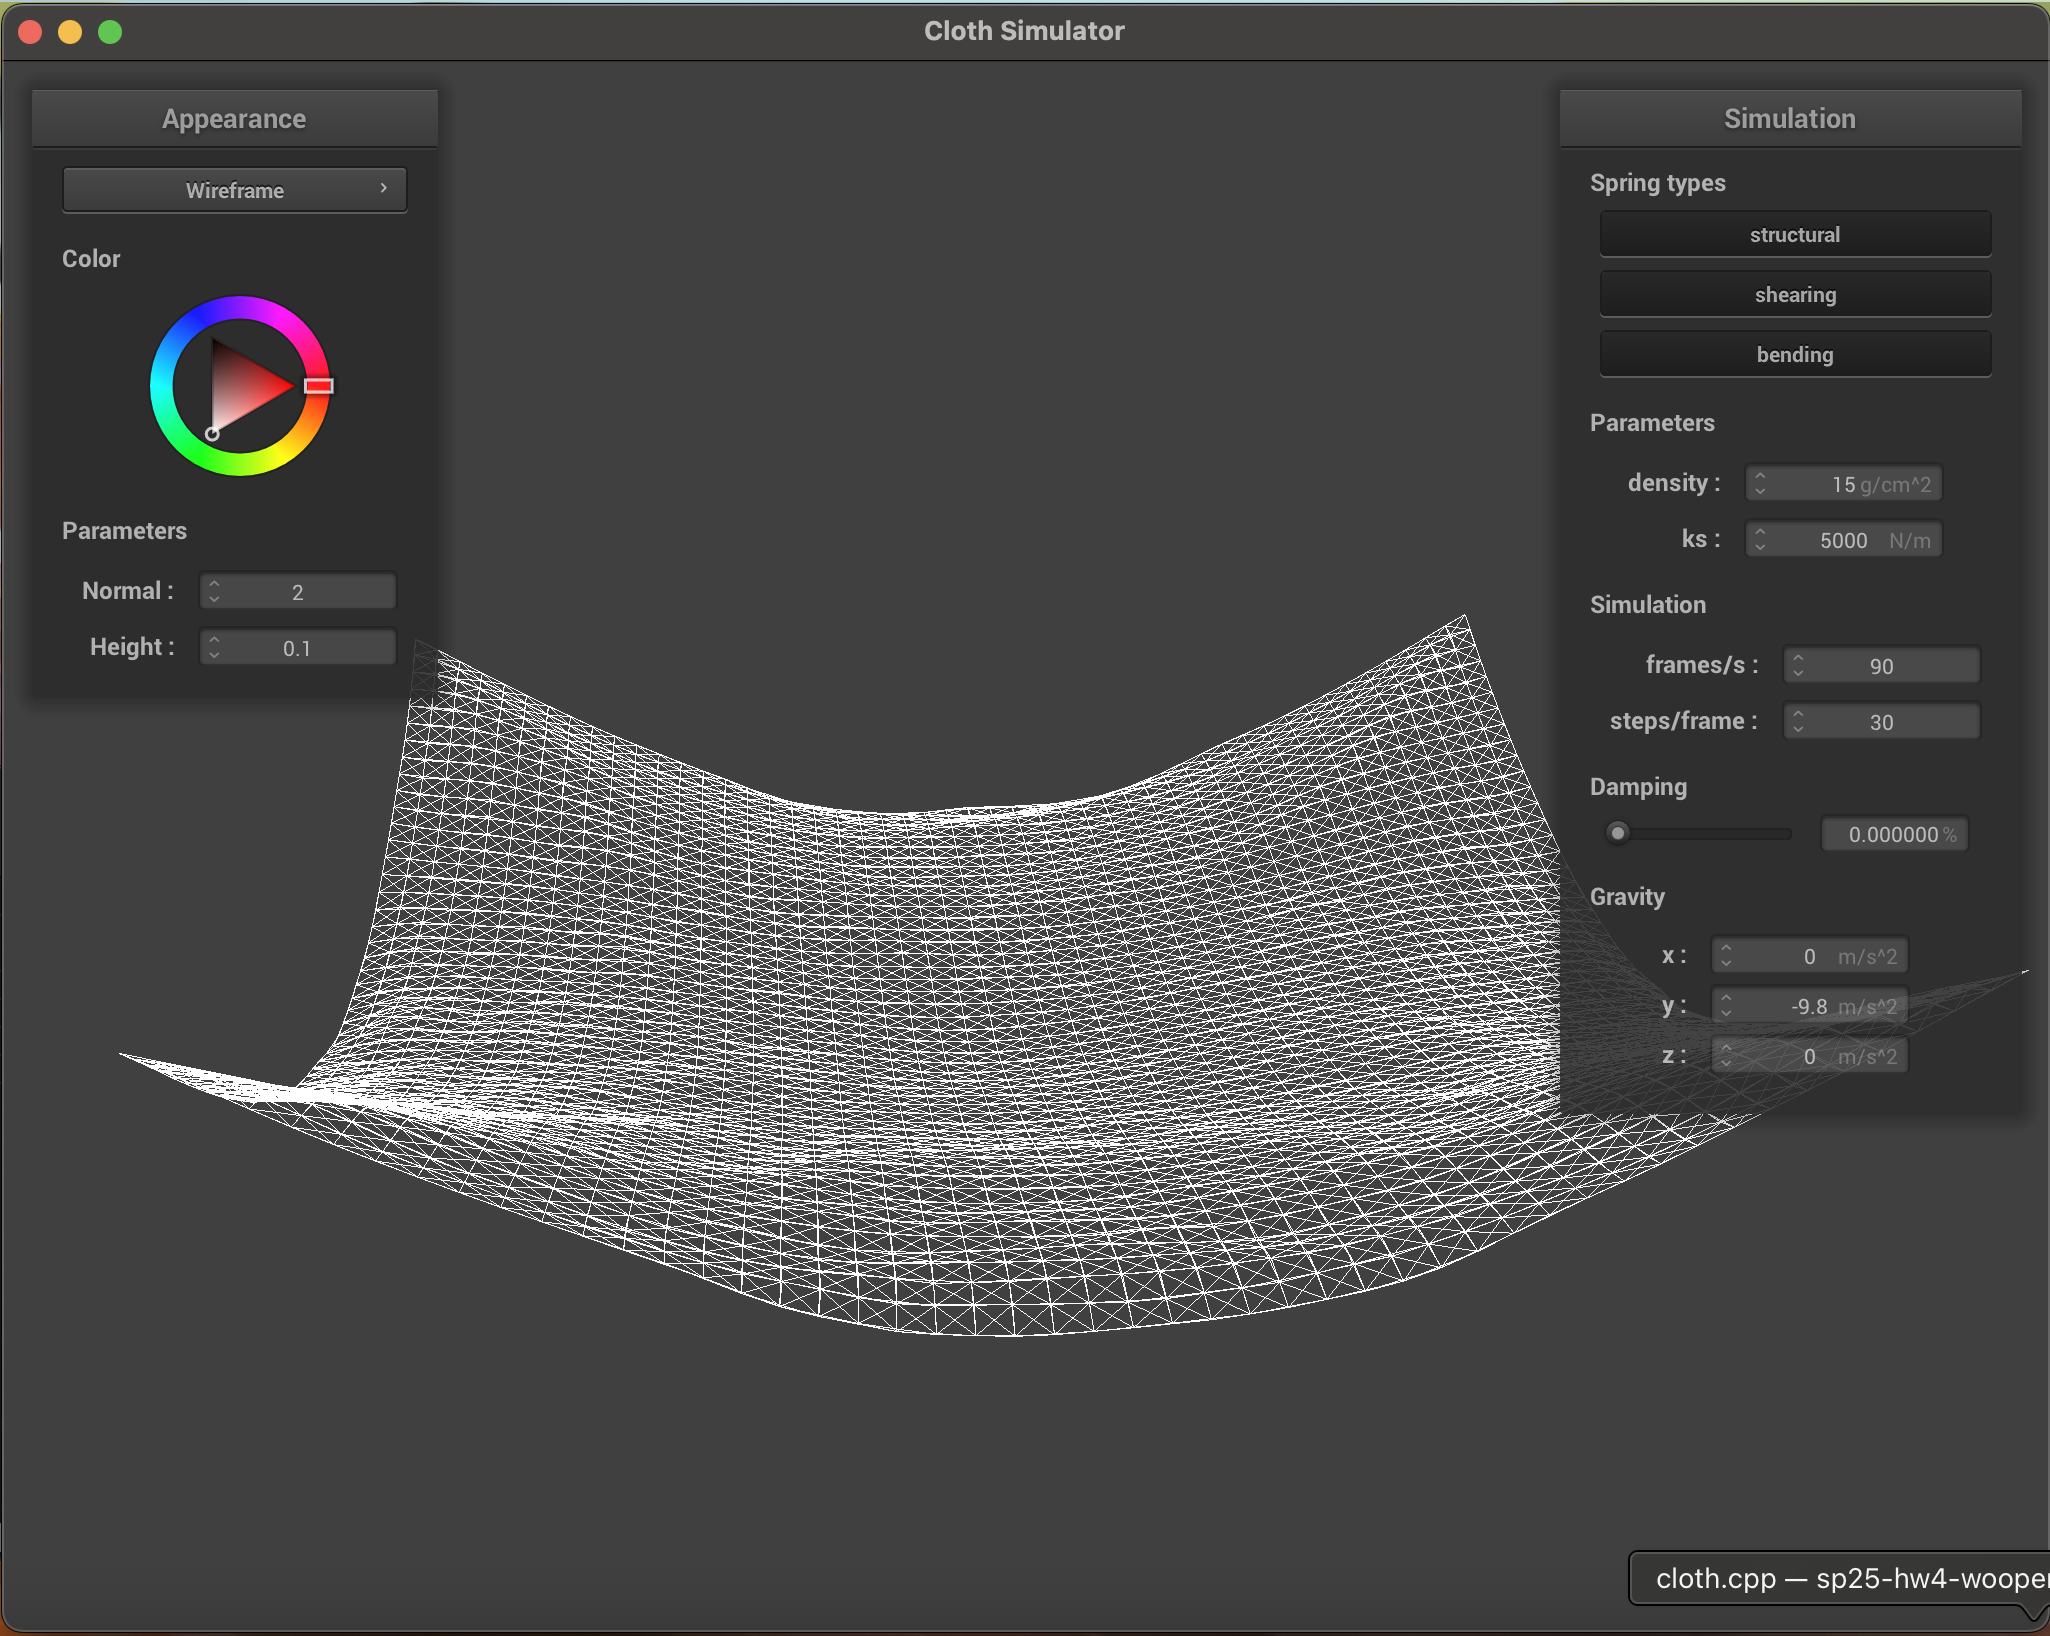 Cloth Simulator
Appearance
Wireframe
Color
Parameters
Normal : 2
Height : 0.1
Simulation
Spring types
structural
shearing
bending
Parameters
density : 15 g/cm^2
ks : 5000 N/m
Simulation
frames/s : 90
steps/frame : 30
Damping
0.000000 %
Gravity
x : 0 m/s^2
y : -9.8 m/s^2
z : 0 m/s^2
cloth.cpp — sp25-hw4-wooper